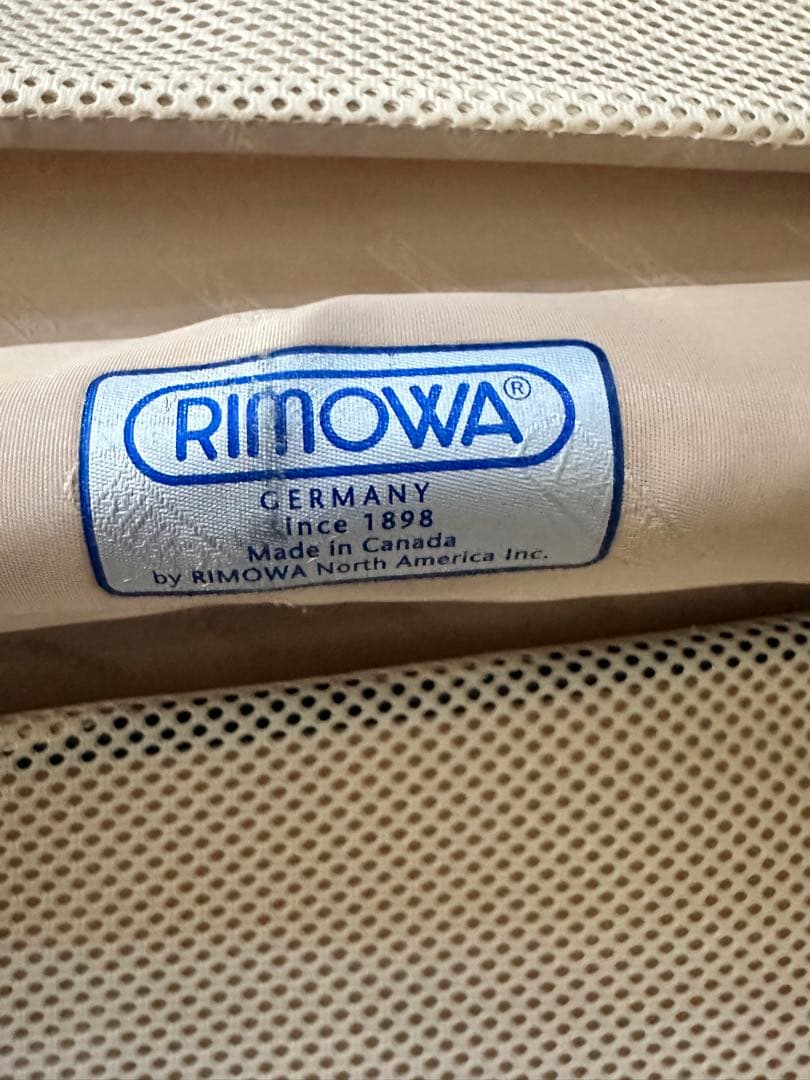 RIMOWA®
GERMANY
ince 1898
Made in Canada
by RIMOWA North America Inc.